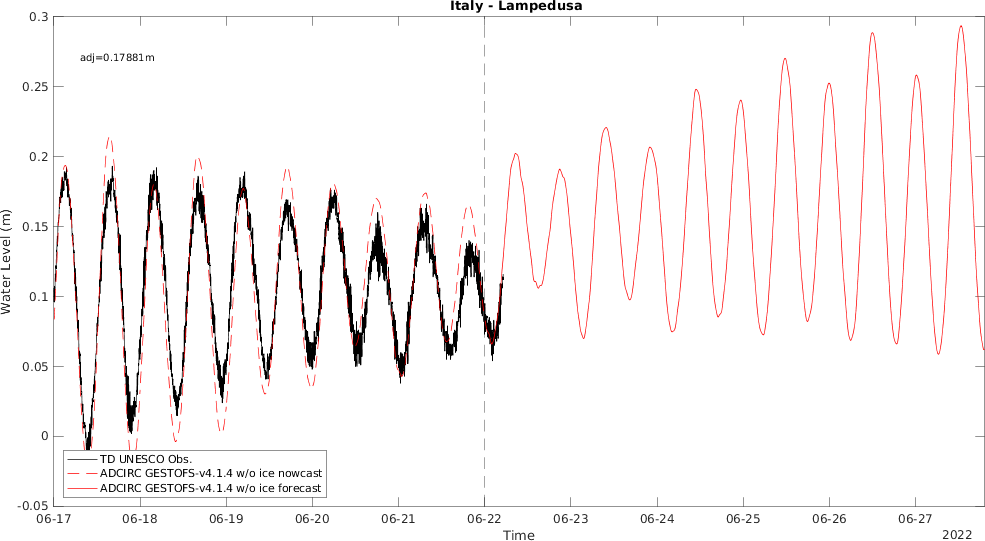 Italy - Lampedusa
adj=0.17881m
Water Level (m)
0.3
0.25
0.2
0.15
0.1
0.05
0
-0.05
TD UNESCO Obs.
ADCIRC GESTOFS-v4.1.4 w/o ice nowcast
ADCIRC GESTOFS-v4.1.4 w/o ice forecast
06-17 06-18 06-19 06-20 06-21 06-22 06-23 06-24 06-25 06-26 06-27
Time
2022